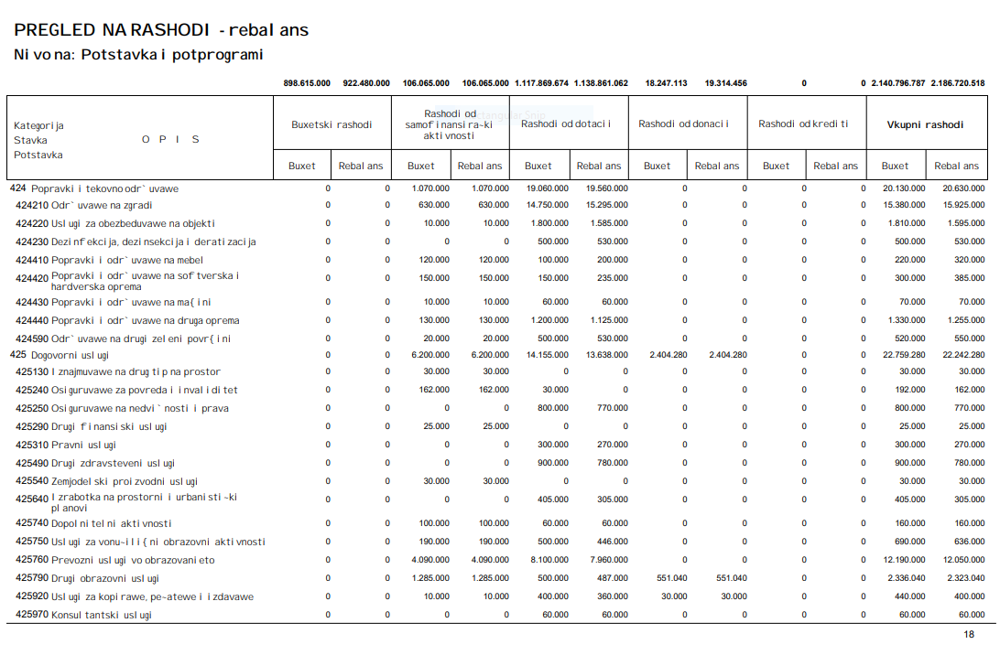 PREGLED NA RASHODI - rebalans
Nivo na: Potstavka i potprogrami
898.615.000 922.480.000 106.065.000 106.065.000 1.117.869.674 1.138.861.062 18.247.113 19.314.456 0 0 2.140.796.787 2.186.720.518
Kategorija
Stavka
Potstavka
O P I S
Buxetski rashodi
Rashodi od
samofinansira~ki
aktivnosti
Rashodi od dotacii
Rashodi od donacii
Rashodi od krediti
Vkupni rashodi
Buxet Rebalans Buxet Rebalans Buxet Rebalans Buxet Rebalans Buxet Rebalans Buxet Rebalans
424 Popravki i tekovno odr`uvawe 0 0 1.070.000 1.070.000 19.060.000 19.560.000 0 0 0 0 20.130.000 20.630.000
424210 Odr`uvawe na zgradi 0 0 630.000 630.000 14.750.000 15.295.000 0 0 0 0 15.380.000 15.925.000
424220 Uslugi za obezbeduvawe na objekti 0 0 10.000 10.000 1.800.000 1.585.000 0 0 0 0 1.810.000 1.595.000
424230 Dezinfekcija, dezinsekcija i deratizacija 0 0 0 0 500.000 530.000 0 0 0 0 500.000 530.000
424410 Popravki i odr`uvawe na mebel 0 0 120.000 120.000 100.000 200.000 0 0 0 0 220.000 320.000
424420 Popravki i odr`uvawe na softverska i
hardverska oprema 0 0 150.000 150.000 150.000 235.000 0 0 0 0 300.000 385.000
424430 Popravki i odr`uvawe na ma{ini 0 0 10.000 10.000 60.000 60.000 0 0 0 0 70.000 70.000
424440 Popravki i odr`uvawe na druga oprema 0 0 130.000 130.000 1.200.000 1.125.000 0 0 0 0 1.330.000 1.255.000
424590 Odr`uvawe na drugi zeleni povr{ini 0 0 20.000 20.000 500.000 530.000 0 0 0 0 520.000 550.000
425 Dogovorni uslugi 0 0 6.200.000 6.200.000 14.155.000 13.638.000 2.404.280 2.404.280 0 0 22.759.280 22.242.280
425130 Iznajmuvawe na drug tip na prostor 0 0 30.000 30.000 0 0 0 0 0 0 30.000 30.000
425240 Osiguruvawe za povreda i invaliditet 0 0 162.000 162.000 30.000 0 0 0 0 0 192.000 162.000
425250 Osiguruvawe na nedvi`nosti i prava 0 0 0 0 800.000 770.000 0 0 0 0 800.000 770.000
425290 Drugi finansiski uslugi 0 0 25.000 25.000 0 0 0 0 0 0 25.000 25.000
425310 Pravni uslugi 0 0 0 0 300.000 270.000 0 0 0 0 300.000 270.000
425490 Drugi zdravsteveni uslugi 0 0 0 0 900.000 780.000 0 0 0 0 900.000 780.000
425540 Zemjodelski proizvodni uslugi 0 0 30.000 30.000 0 0 0 0 0 0 30.000 30.000
425640 Izrabotka na prostorni i urbanisti~ki
planovi 0 0 0 0 405.000 305.000 0 0 0 0 405.000 305.000
425740 Dopolnitelni aktivnosti 0 0 100.000 100.000 60.000 60.000 0 0 0 0 160.000 160.000
425750 Uslugi za vonu~ili{ni obrazovni aktivnosti 0 0 190.000 190.000 500.000 446.000 0 0 0 0 690.000 636.000
425760 Prevozni uslugi vo obrazovanieto 0 0 4.090.000 4.090.000 8.100.000 7.960.000 0 0 0 0 12.190.000 12.050.000
425790 Drugi obrazovni uslugi 0 0 1.285.000 1.285.000 500.000 487.000 551.040 551.040 0 0 2.336.040 2.323.040
425920 Uslugi za kopirawe, pe~atewe i izdavawe 0 0 10.000 10.000 400.000 360.000 30.000 30.000 0 0 440.000 400.000
425970 Konsultantski uslugi 0 0 0 0 60.000 60.000 0 0 0 0 60.000 60.000
18